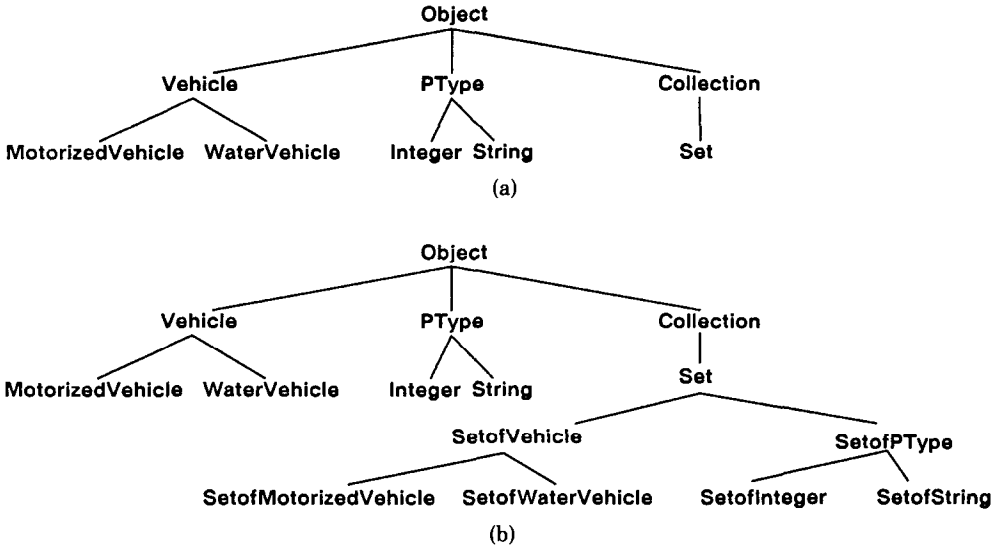 Object
Vehicle PType Collection
MotorizedVehicle WaterVehicle Integer String Set
(a)
Object
Vehicle PType Collection
MotorizedVehicle WaterVehicle Integer String Set
SetofVehicle SetofPType
SetofMotorizedVehicle SetofWaterVehicle SetofInteger SetofString
(b)